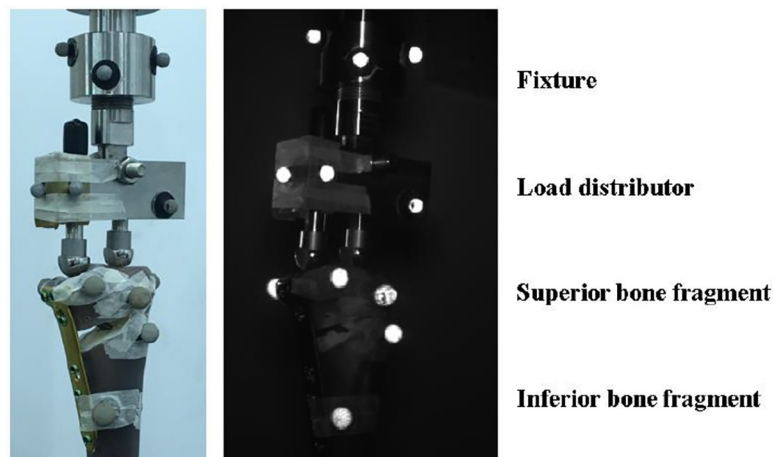 Fixture
Load distributor
Superior bone fragment
Inferior bone fragment